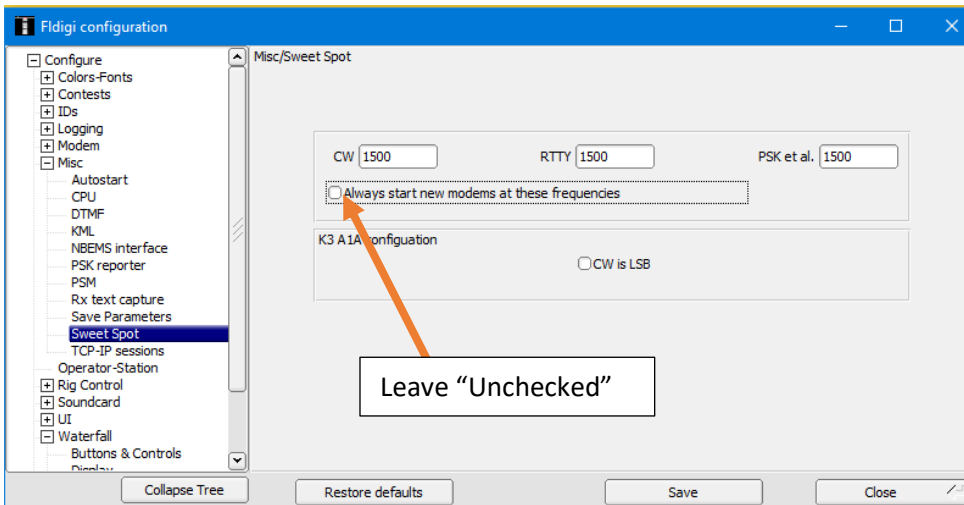 Fldigi configuration
Configure
Colors-Fonts
Contests
IDs
Logging
Modem
Misc
Autostart
CPU
DTMF
KML
NBEMS interface
PSK reporter
PSM
Rx text capture
Save Parameters
Sweet Spot
TCP-IP sessions
Operator-Station
Rig Control
Soundcard
UI
Waterfall
Buttons & Controls
Display
Collapse Tree
Misc/Sweet Spot
CW 1500 RTTY 1500 PSK et al. 1500
Always start new modems at these frequencies
K3 A1A configuation
CW is LSB
Leave “Unchecked”
Restore defaults Save Close